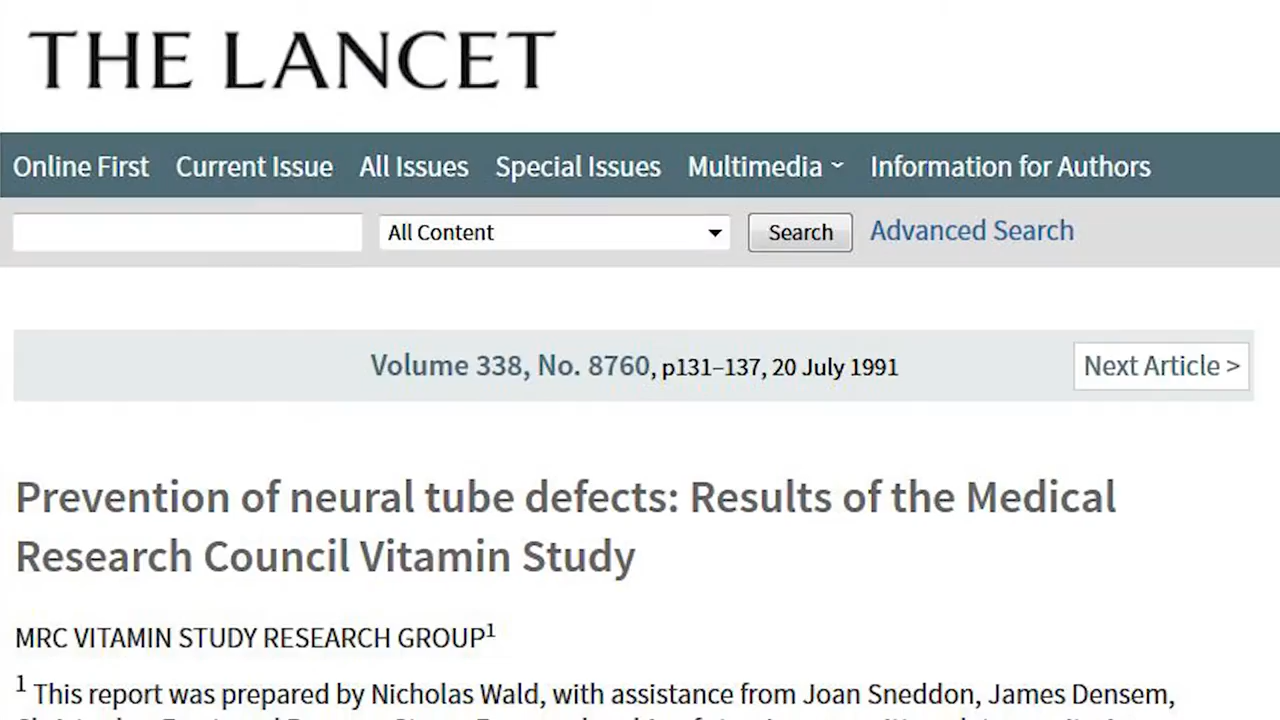 THE LANCET
Online First Current Issue All Issues Special Issues Multimedia Information for Authors
All Content Search Advanced Search
Volume 338, No. 8760, p131–137, 20 July 1991 Next Article >
Prevention of neural tube defects: Results of the Medical
Research Council Vitamin Study
MRC VITAMIN STUDY RESEARCH GROUP¹
¹ This report was prepared by Nicholas Wald, with assistance from Joan Sneddon, James Densem,